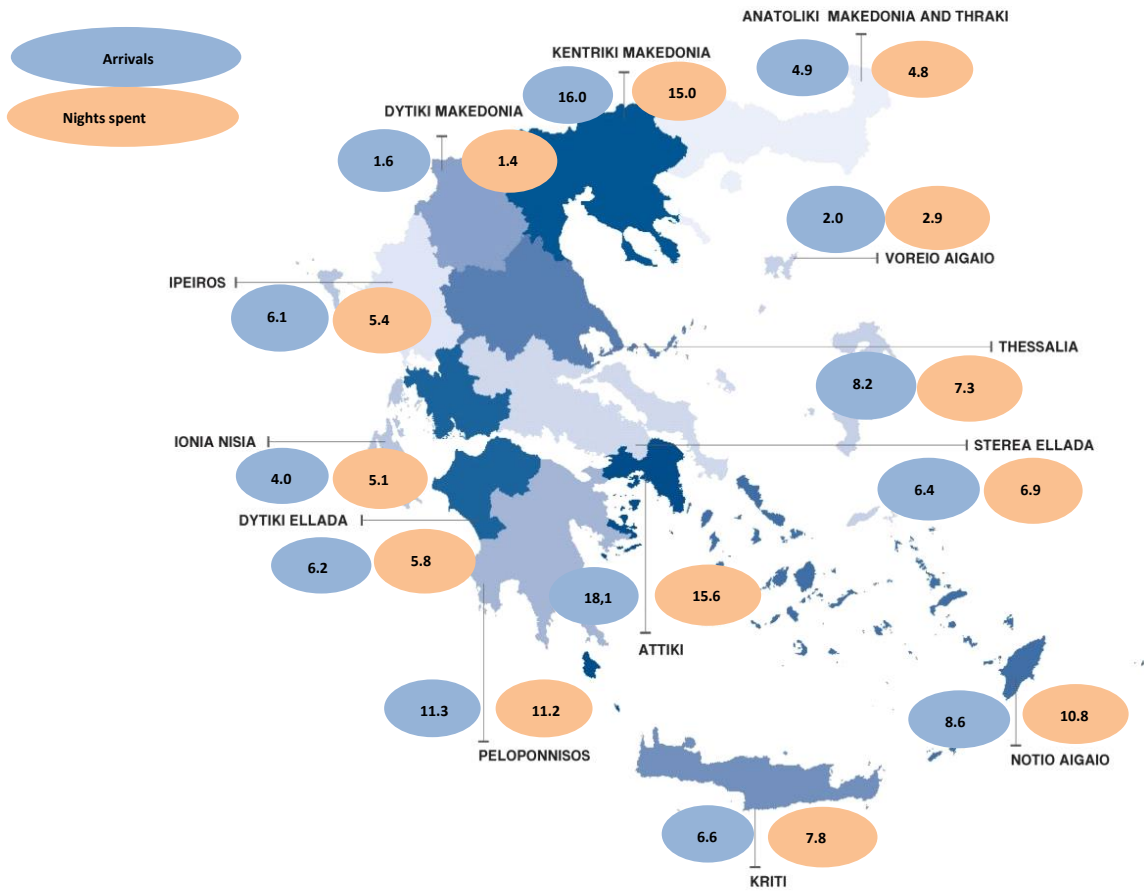 ANATOLIKI MAKEDONIA AND THRAKI
Arrivals
Nights spent
KENTRIKI MAKEDONIA
4.9
4.8
16.0
15.0
DYTIKI MAKEDONIA
1.6
1.4
2.0
2.9
VOREIO AIGAIO
IPEIROS
6.1
5.4
THESSALIA
8.2
7.3
IONIA NISIA
4.0
5.1
STEREA ELLADA
6.4
6.9
DYTIKI ELLADA
6.2
5.8
18,1
15.6
ATTIKI
11.3
11.2
PELOPONNISOS
8.6
10.8
NOTIO AIGAIO
6.6
7.8
KRITI